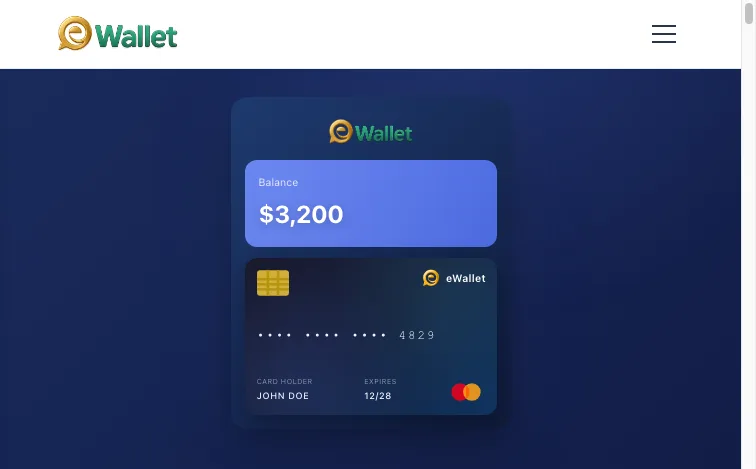 eWallet
eWallet
Balance
$3,200
eWallet
•••• •••• •••• 4829
CARD HOLDER
EXPIRES
JOHN DOE
12/28